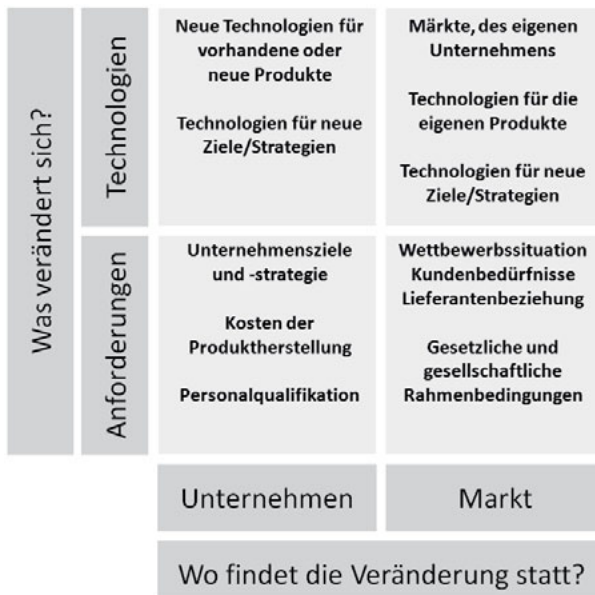 Was verändert sich?
Technologien
Neue Technologien für
vorhandene oder
neue Produkte
Technologien für neue
Ziele/Strategien
Märkte, des eigenen
Unternehmens
Technologien für die
eigenen Produkte
Technologien für neue
Ziele/Strategien
Anforderungen
Unternehmensziele
und -strategie
Kosten der
Produktherstellung
Personalqualifikation
Wettbewerbssituation
Kundenbedürfnisse
Lieferantenbeziehung
Gesetzliche und
gesellschaftliche
Rahmenbedingungen
Unternehmen
Markt
Wo findet die Veränderung statt?